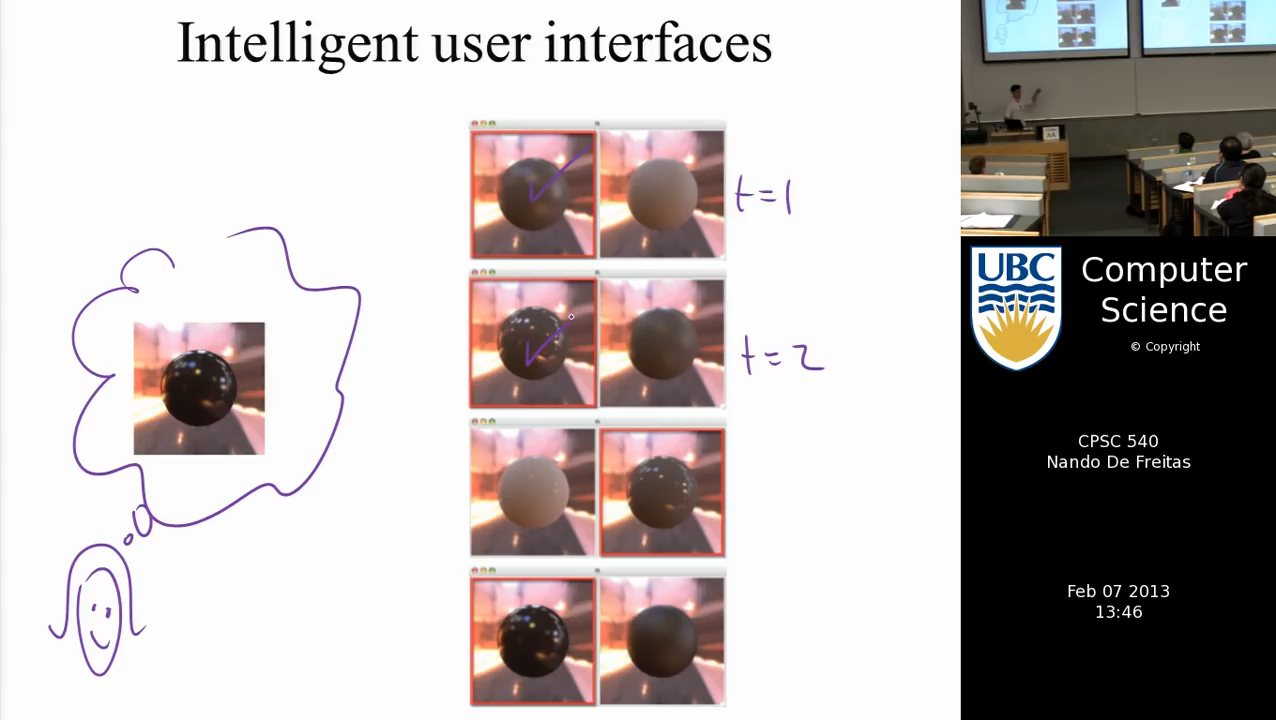 Intelligent user interfaces
t=1
t=2
UBC
Computer
Science
© Copyright
CPSC 540
Nando De Freitas
Feb 07 2013
13:46